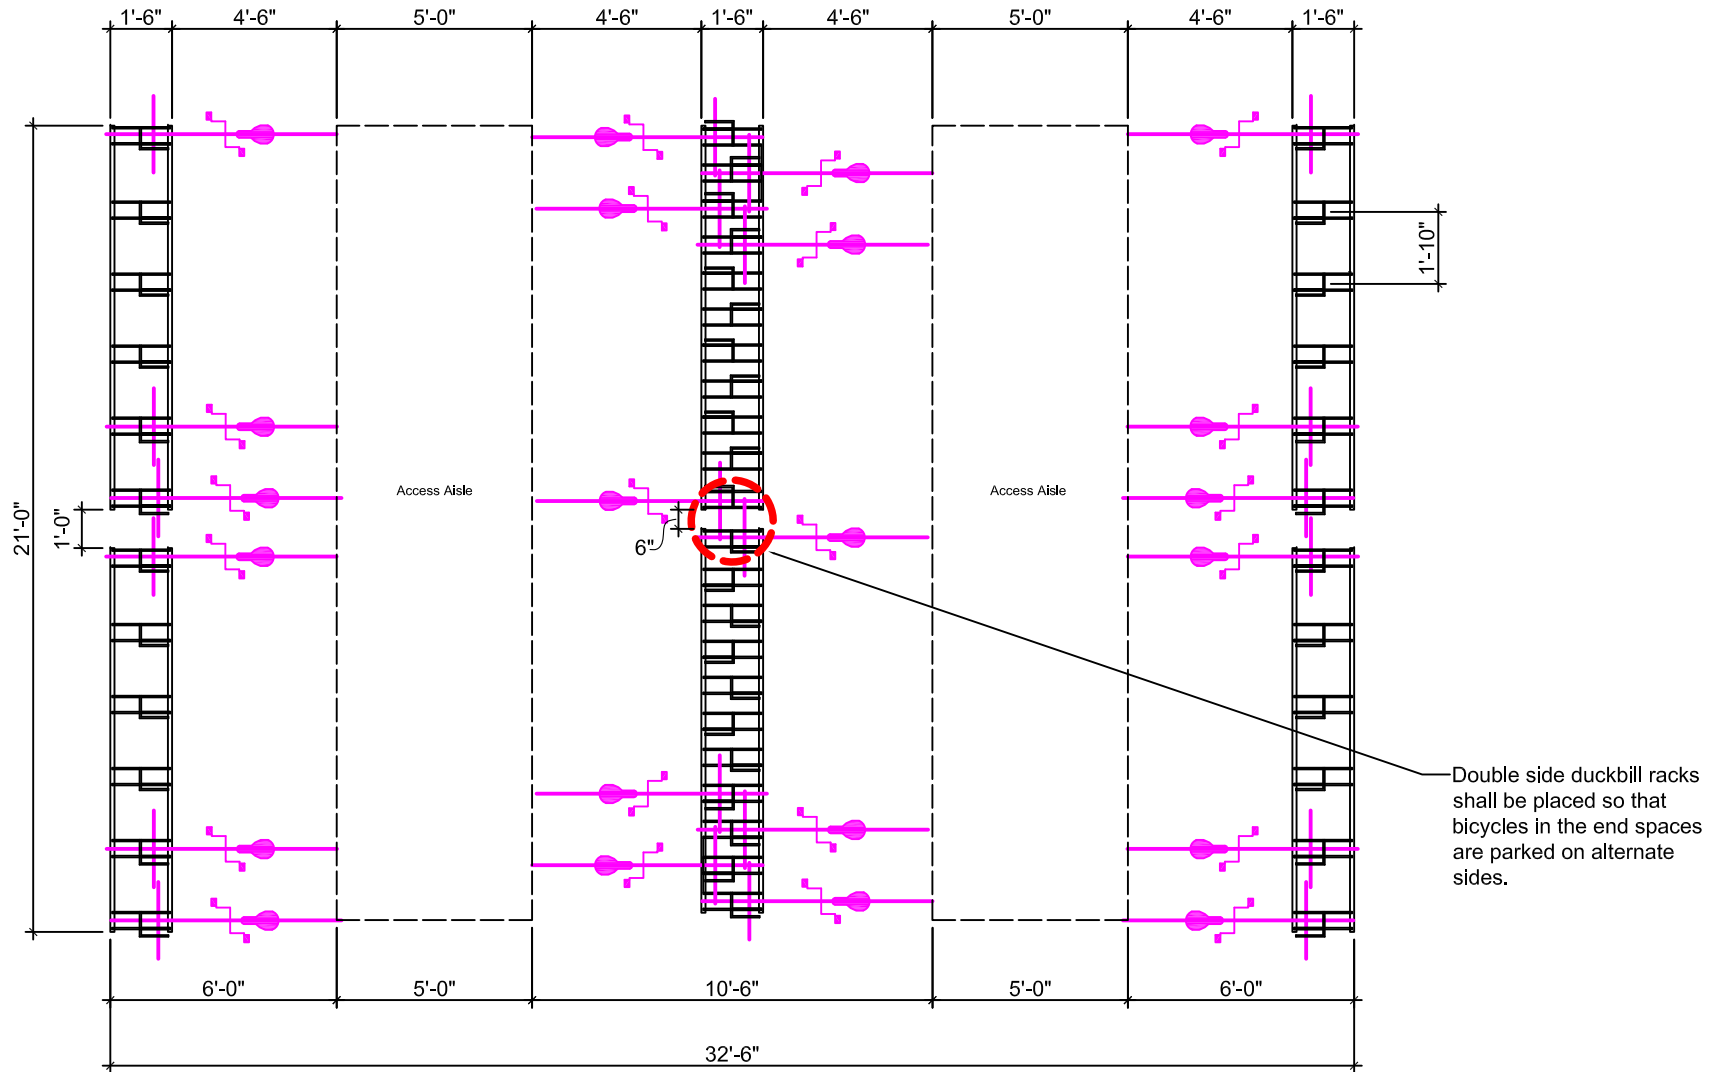 1'-6" 4'-6" 5'-0" 4'-6" 1'-6" 4'-6" 5'-0" 4'-6" 1'-6"
1'-10"
Access Aisle Access Aisle
21'-0"
1'-0"
6"
Double side duckbill racks
shall be placed so that
bicycles in the end spaces
are parked on alternate
sides.
6'-0" 5'-0" 10'-6" 5'-0" 6'-0"
32'-6"